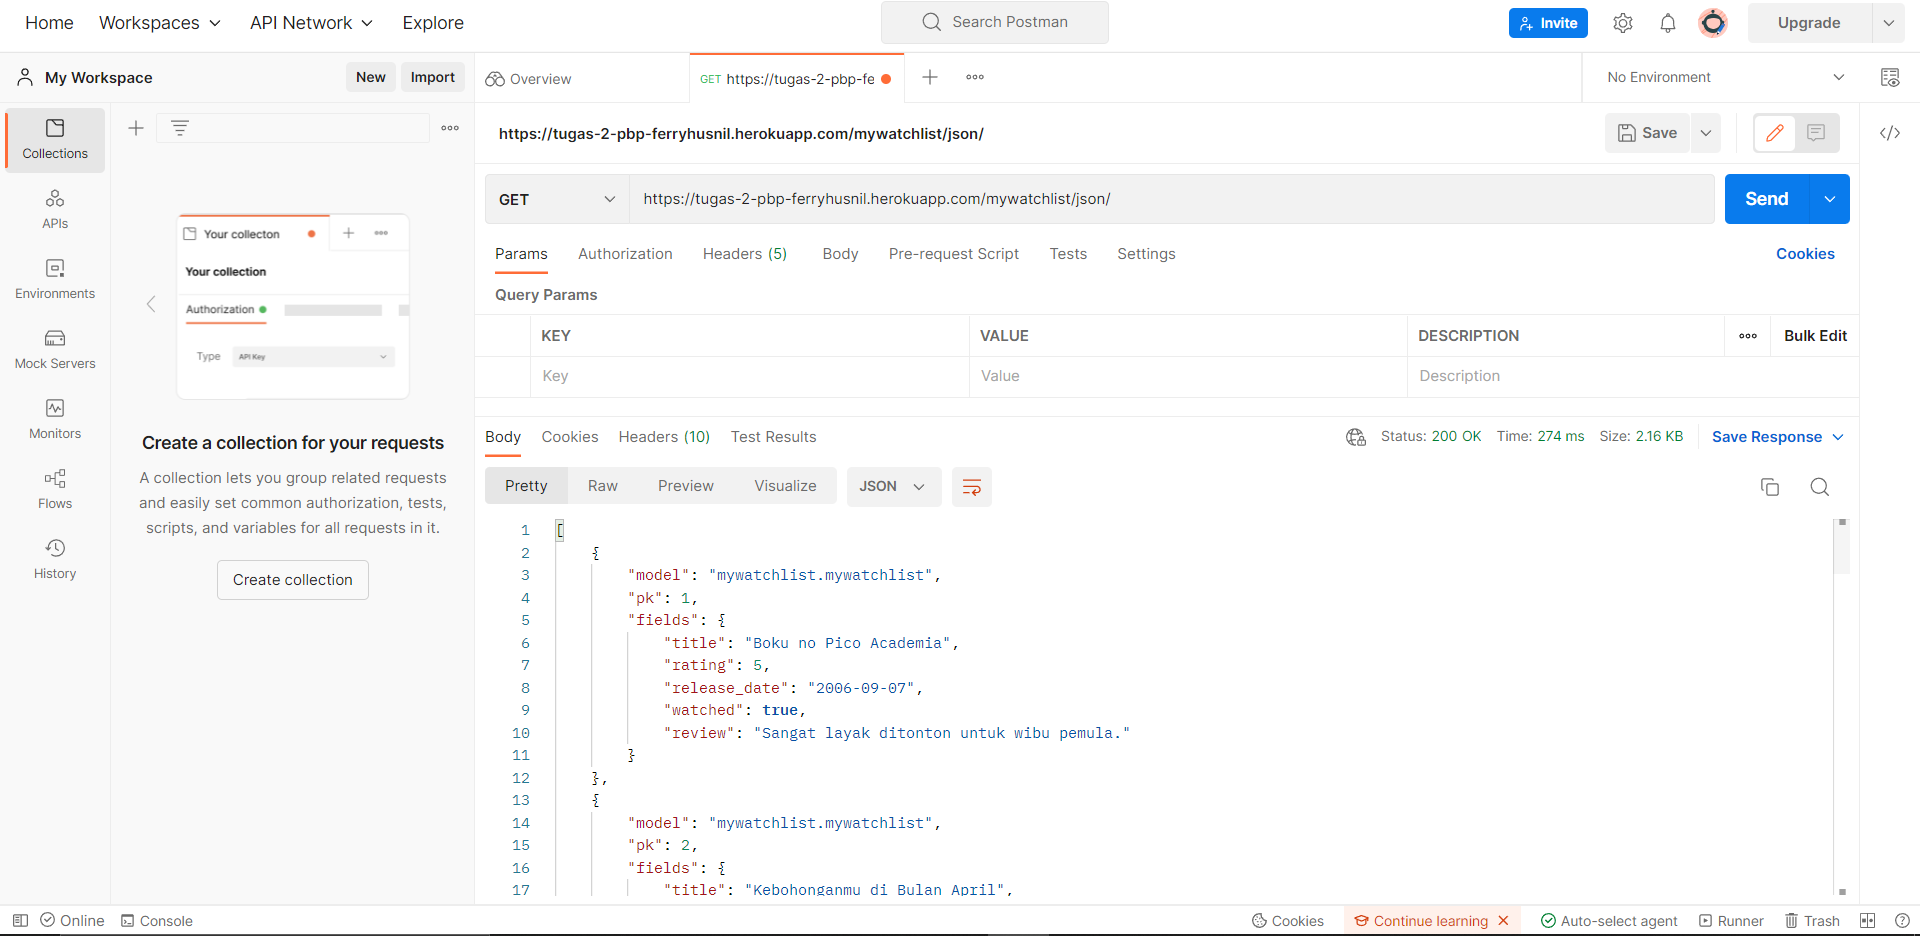 Home Workspaces API Network Explore Search Postman Invite Upgrade
My Workspace New Import Overview GET https://tugas-2-pbp-fe No Environment
https://tugas-2-pbp-ferryhusnil.herokuapp.com/mywatchlist/json/ Save
Collections
APIs
Environments
Mock Servers
Monitors
Flows
History
Your collecton
Your collection
Authorization
Type API Key
Create a collection for your requests
A collection lets you group related requests
and easily set common authorization, tests,
scripts, and variables for all requests in it.
Create collection
GET https://tugas-2-pbp-ferryhusnil.herokuapp.com/mywatchlist/json/ Send
Params Authorization Headers (5) Body Pre-request Script Tests Settings Cookies
Query Params
KEY VALUE DESCRIPTION Bulk Edit
Key Value Description
Body Cookies Headers (10) Test Results Status: 200 OK Time: 274 ms Size: 2.16 KB Save Response
Pretty Raw Preview Visualize JSON
1 [
2 {
3 "model": "mywatchlist.mywatchlist",
4 "pk": 1,
5 "fields": {
6 "title": "Boku no Pico Academia",
7 "rating": 5,
8 "release_date": "2006-09-07",
9 "watched": true,
10 "review": "Sangat layak ditonton untuk wibu pemula."
11 }
12 },
13 {
14 "model": "mywatchlist.mywatchlist",
15 "pk": 2,
16 "fields": {
17 "title": "Kebohonganmu di Bulan April",
Online Console Cookies Continue learning Auto-select agent Runner Trash